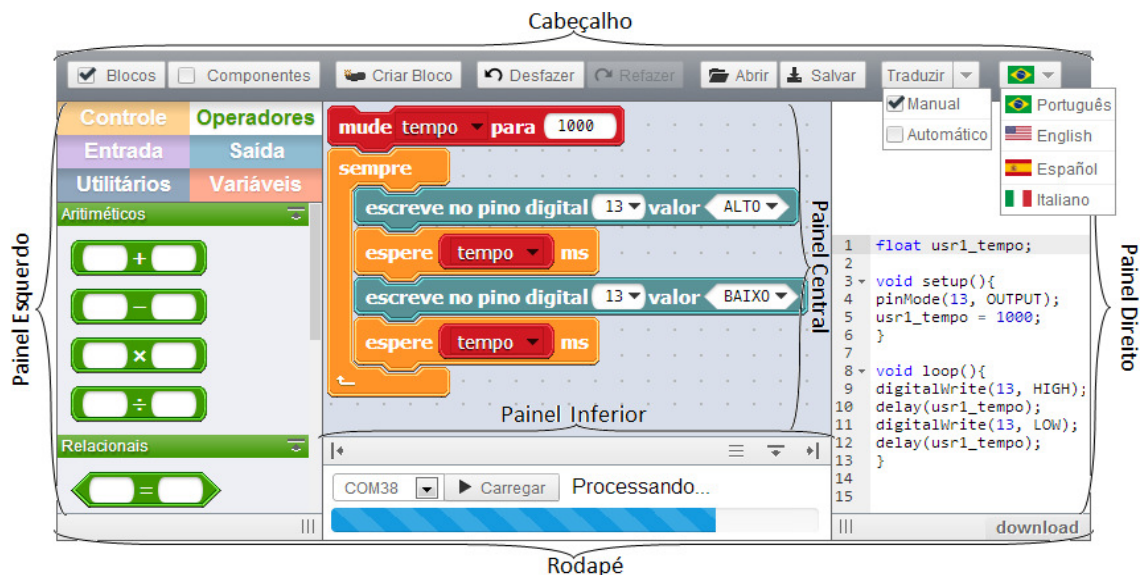 Cabeçalho
Blocos Componentes Criar Bloco Desfazer Refazer Abrir Salvar Traduzir
Manual
Automático
Português
English
Español
Italiano
Painel Esquerdo
Controle Operadores
Entrada Saída
Utilitários Variáveis
Aritiméticos
+
−
×
÷
Relacionais
=
mude tempo para 1000
sempre
escreve no pino digital 13 valor ALTO
espere tempo ms
escreve no pino digital 13 valor BAIXO
espere tempo ms
Painel Central
Painel Inferior
COM38 Carregar Processando...
1 float usr1_tempo;
2
3 void setup(){
4 pinMode(13, OUTPUT);
5 usr1_tempo = 1000;
6 }
7
8 void loop(){
9 digitalWrite(13, HIGH);
10 delay(usr1_tempo);
11 digitalWrite(13, LOW);
12 delay(usr1_tempo);
13 }
14
15
download
Painel Direito
Rodapé